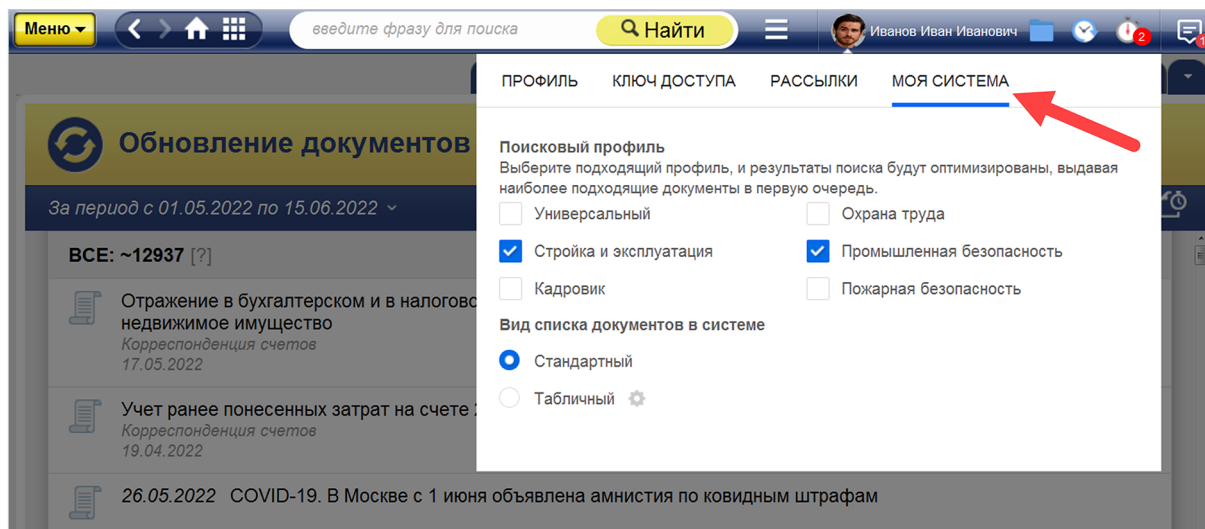 Меню
введите фразу для поиска
Найти
Иванов Иван Иванович
2
1
ПРОФИЛЬ КЛЮЧ ДОСТУПА РАССЫЛКИ МОЯ СИСТЕМА
Поисковый профиль
Выберите подходящий профиль, и результаты поиска будут оптимизированы, выдавая
наиболее подходящие документы в первую очередь.
Универсальный Охрана труда
Стройка и эксплуатация Промышленная безопасность
Кадровик Пожарная безопасность
Вид списка документов в системе
Стандартный
Табличный
Обновление документов
За период с 01.05.2022 по 15.06.2022
ВСЕ: ~12937 [?]
Отражение в бухгалтерском и в налогово
недвижимое имущество
Корреспонденция счетов
17.05.2022
Учет ранее понесенных затрат на счете
Корреспонденция счетов
19.04.2022
26.05.2022 COVID-19. В Москве с 1 июня объявлена амнистия по ковидным штрафам